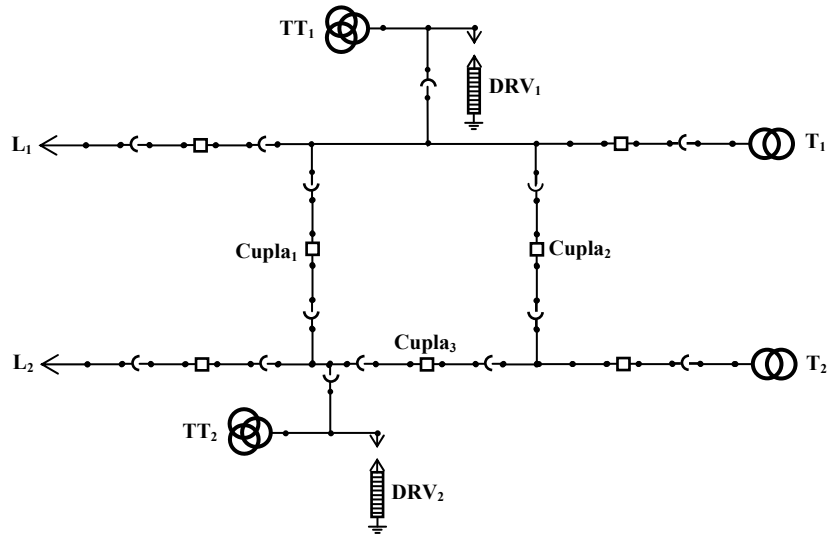 TT₁
DRV₁
L₁
T₁
Cupla₁
Cupla₂
L₂
Cupla₃
T₂
TT₂
DRV₂